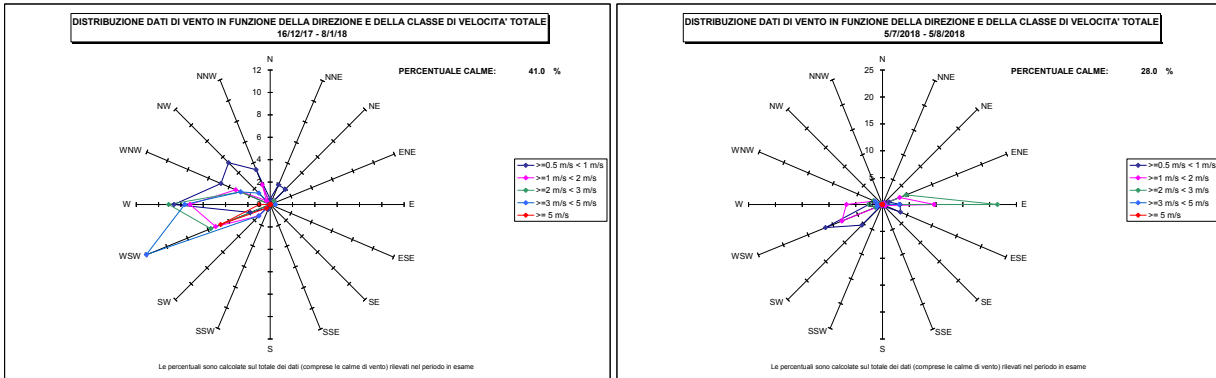 DISTRIBUZIONE DATI DI VENTO IN FUNZIONE DELLA DIREZIONE E DELLA CLASSE DI VELOCITA' TOTALE
16/12/17 - 8/1/18
PERCENTUALE CALME: 41.0 %
N
NNE
NE
ENE
E
ESE
SE
SSE
S
SSW
SW
WSW
W
WNW
NW
NNW
12
10
8
6
4
2
0
>=0.5 m/s < 1 m/s
>=1 m/s < 2 m/s
>=2 m/s < 3 m/s
>=3 m/s < 5 m/s
>= 5 m/s
Le percentuali sono calcolate sul totale dei dati (comprese le calme di vento) rilevati nel periodo in esame
DISTRIBUZIONE DATI DI VENTO IN FUNZIONE DELLA DIREZIONE E DELLA CLASSE DI VELOCITA' TOTALE
5/7/2018 - 5/8/2018
PERCENTUALE CALME: 28.0 %
N
NNE
NE
ENE
E
ESE
SE
SSE
S
SSW
SW
WSW
W
WNW
NW
NNW
25
20
15
10
5
0
>=0.5 m/s < 1 m/s
>=1 m/s < 2 m/s
>=2 m/s < 3 m/s
>=3 m/s < 5 m/s
>= 5 m/s
Le percentuali sono calcolate sul totale dei dati (comprese le calme di vento) rilevati nel periodo in esame